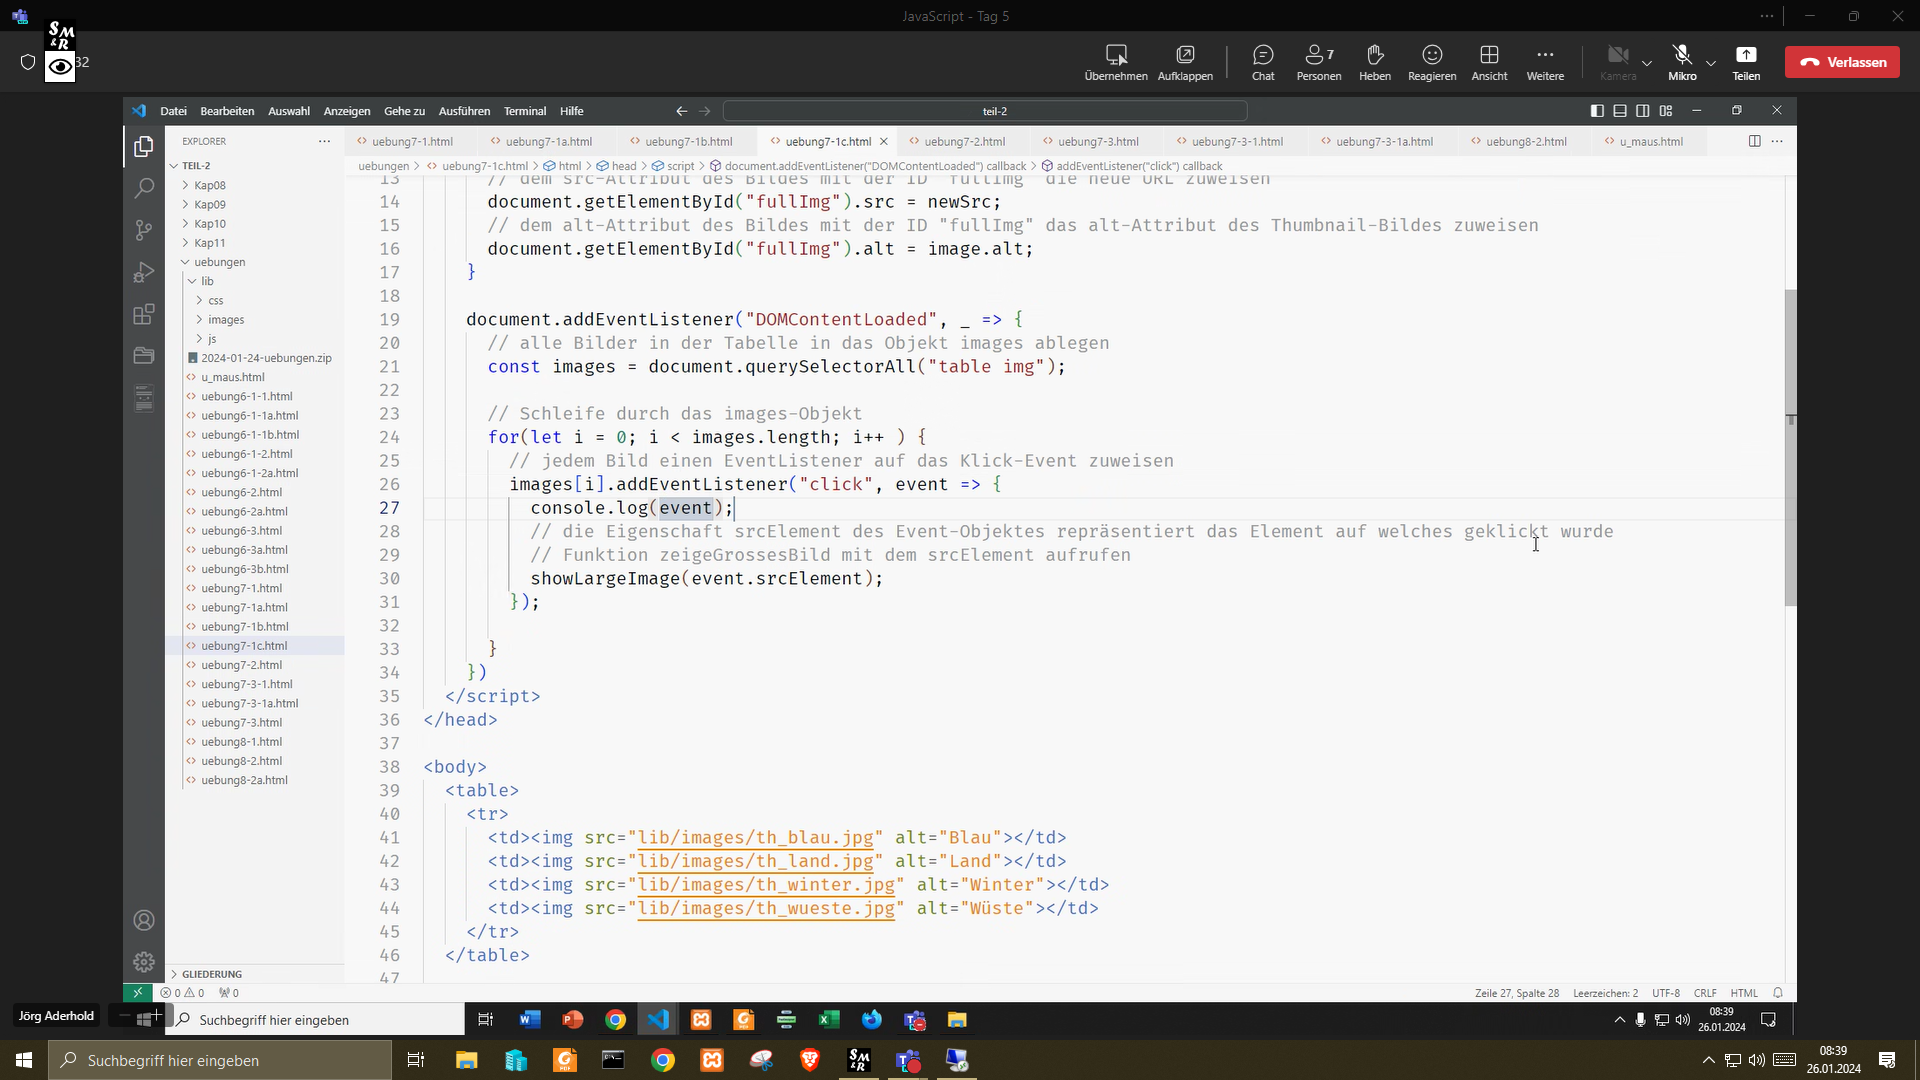 JavaScript - Tag 5
SM&R
32
Übernehmen
Aufklappen
Chat
7
Personen
Heben
Reagieren
Ansicht
Weitere
Kamera
Mikro
Teilen
Verlassen
Datei Bearbeiten Auswahl Anzeigen Gehe zu Ausführen Terminal Hilfe
teil-2
EXPLORER
uebung7-1.html
uebung7-1a.html
uebung7-1b.html
uebung7-1c.html
uebung7-2.html
uebung7-3.html
uebung7-3-1.html
uebung7-3-1a.html
uebung8-2.html
u_maus.html
uebungen > uebung7-1c.html > html > head > script > document.addEventListener("DOMContentLoaded") callback > addEventListener("click") callback
TEIL-2
Kap08
Kap09
Kap10
Kap11
uebungen
lib
css
images
js
2024-01-24-uebungen.zip
u_maus.html
uebung6-1-1.html
uebung6-1-1a.html
uebung6-1-1b.html
uebung6-1-2.html
uebung6-1-2a.html
uebung6-2.html
uebung6-2a.html
uebung6-3.html
uebung6-3a.html
uebung6-3b.html
uebung7-1.html
uebung7-1a.html
uebung7-1b.html
uebung7-1c.html
uebung7-2.html
uebung7-3-1.html
uebung7-3-1a.html
uebung7-3.html
uebung8-1.html
uebung8-2.html
uebung8-2a.html
GLIEDERUNG
13 // dem src-Attribut des Bildes mit der ID "fullImg" die neue URL zuweisen
14 document.getElementById("fullImg").src = newSrc;
15 // dem alt-Attribut des Bildes mit der ID "fullImg" das alt-Attribut des Thumbnail-Bildes zuweisen
16 document.getElementById("fullImg").alt = image.alt;
17 }
18
19 document.addEventListener("DOMContentLoaded", _ => {
20 // alle Bilder in der Tabelle in das Objekt images ablegen
21 const images = document.querySelectorAll("table img");
22
23 // Schleife durch das images-Objekt
24 for(let i = 0; i < images.length; i++ ) {
25 // jedem Bild einen EventListener auf das Klick-Event zuweisen
26 images[i].addEventListener("click", event => {
27 console.log(event);
28 // die Eigenschaft srcElement des Event-Objektes repräsentiert das Element auf welches geklickt wurde
29 // Funktion zeigeGrossesBild mit dem srcElement aufrufen
30 showLargeImage(event.srcElement);
31 });
32
33 }
34 })
35 </script>
36 </head>
37
38 <body>
39 <table>
40 <tr>
41 <td><img src="lib/images/th_blau.jpg" alt="Blau"></td>
42 <td><img src="lib/images/th_land.jpg" alt="Land"></td>
43 <td><img src="lib/images/th_winter.jpg" alt="Winter"></td>
44 <td><img src="lib/images/th_wueste.jpg" alt="Wüste"></td>
45 </tr>
46 </table>
47
0 0 0
Zeile 27, Spalte 28 Leerzeichen: 2 UTF-8 CRLF HTML
Jörg Aderhold
Suchbegriff hier eingeben
08:39
26.01.2024
Suchbegriff hier eingeben
08:39
26.01.2024